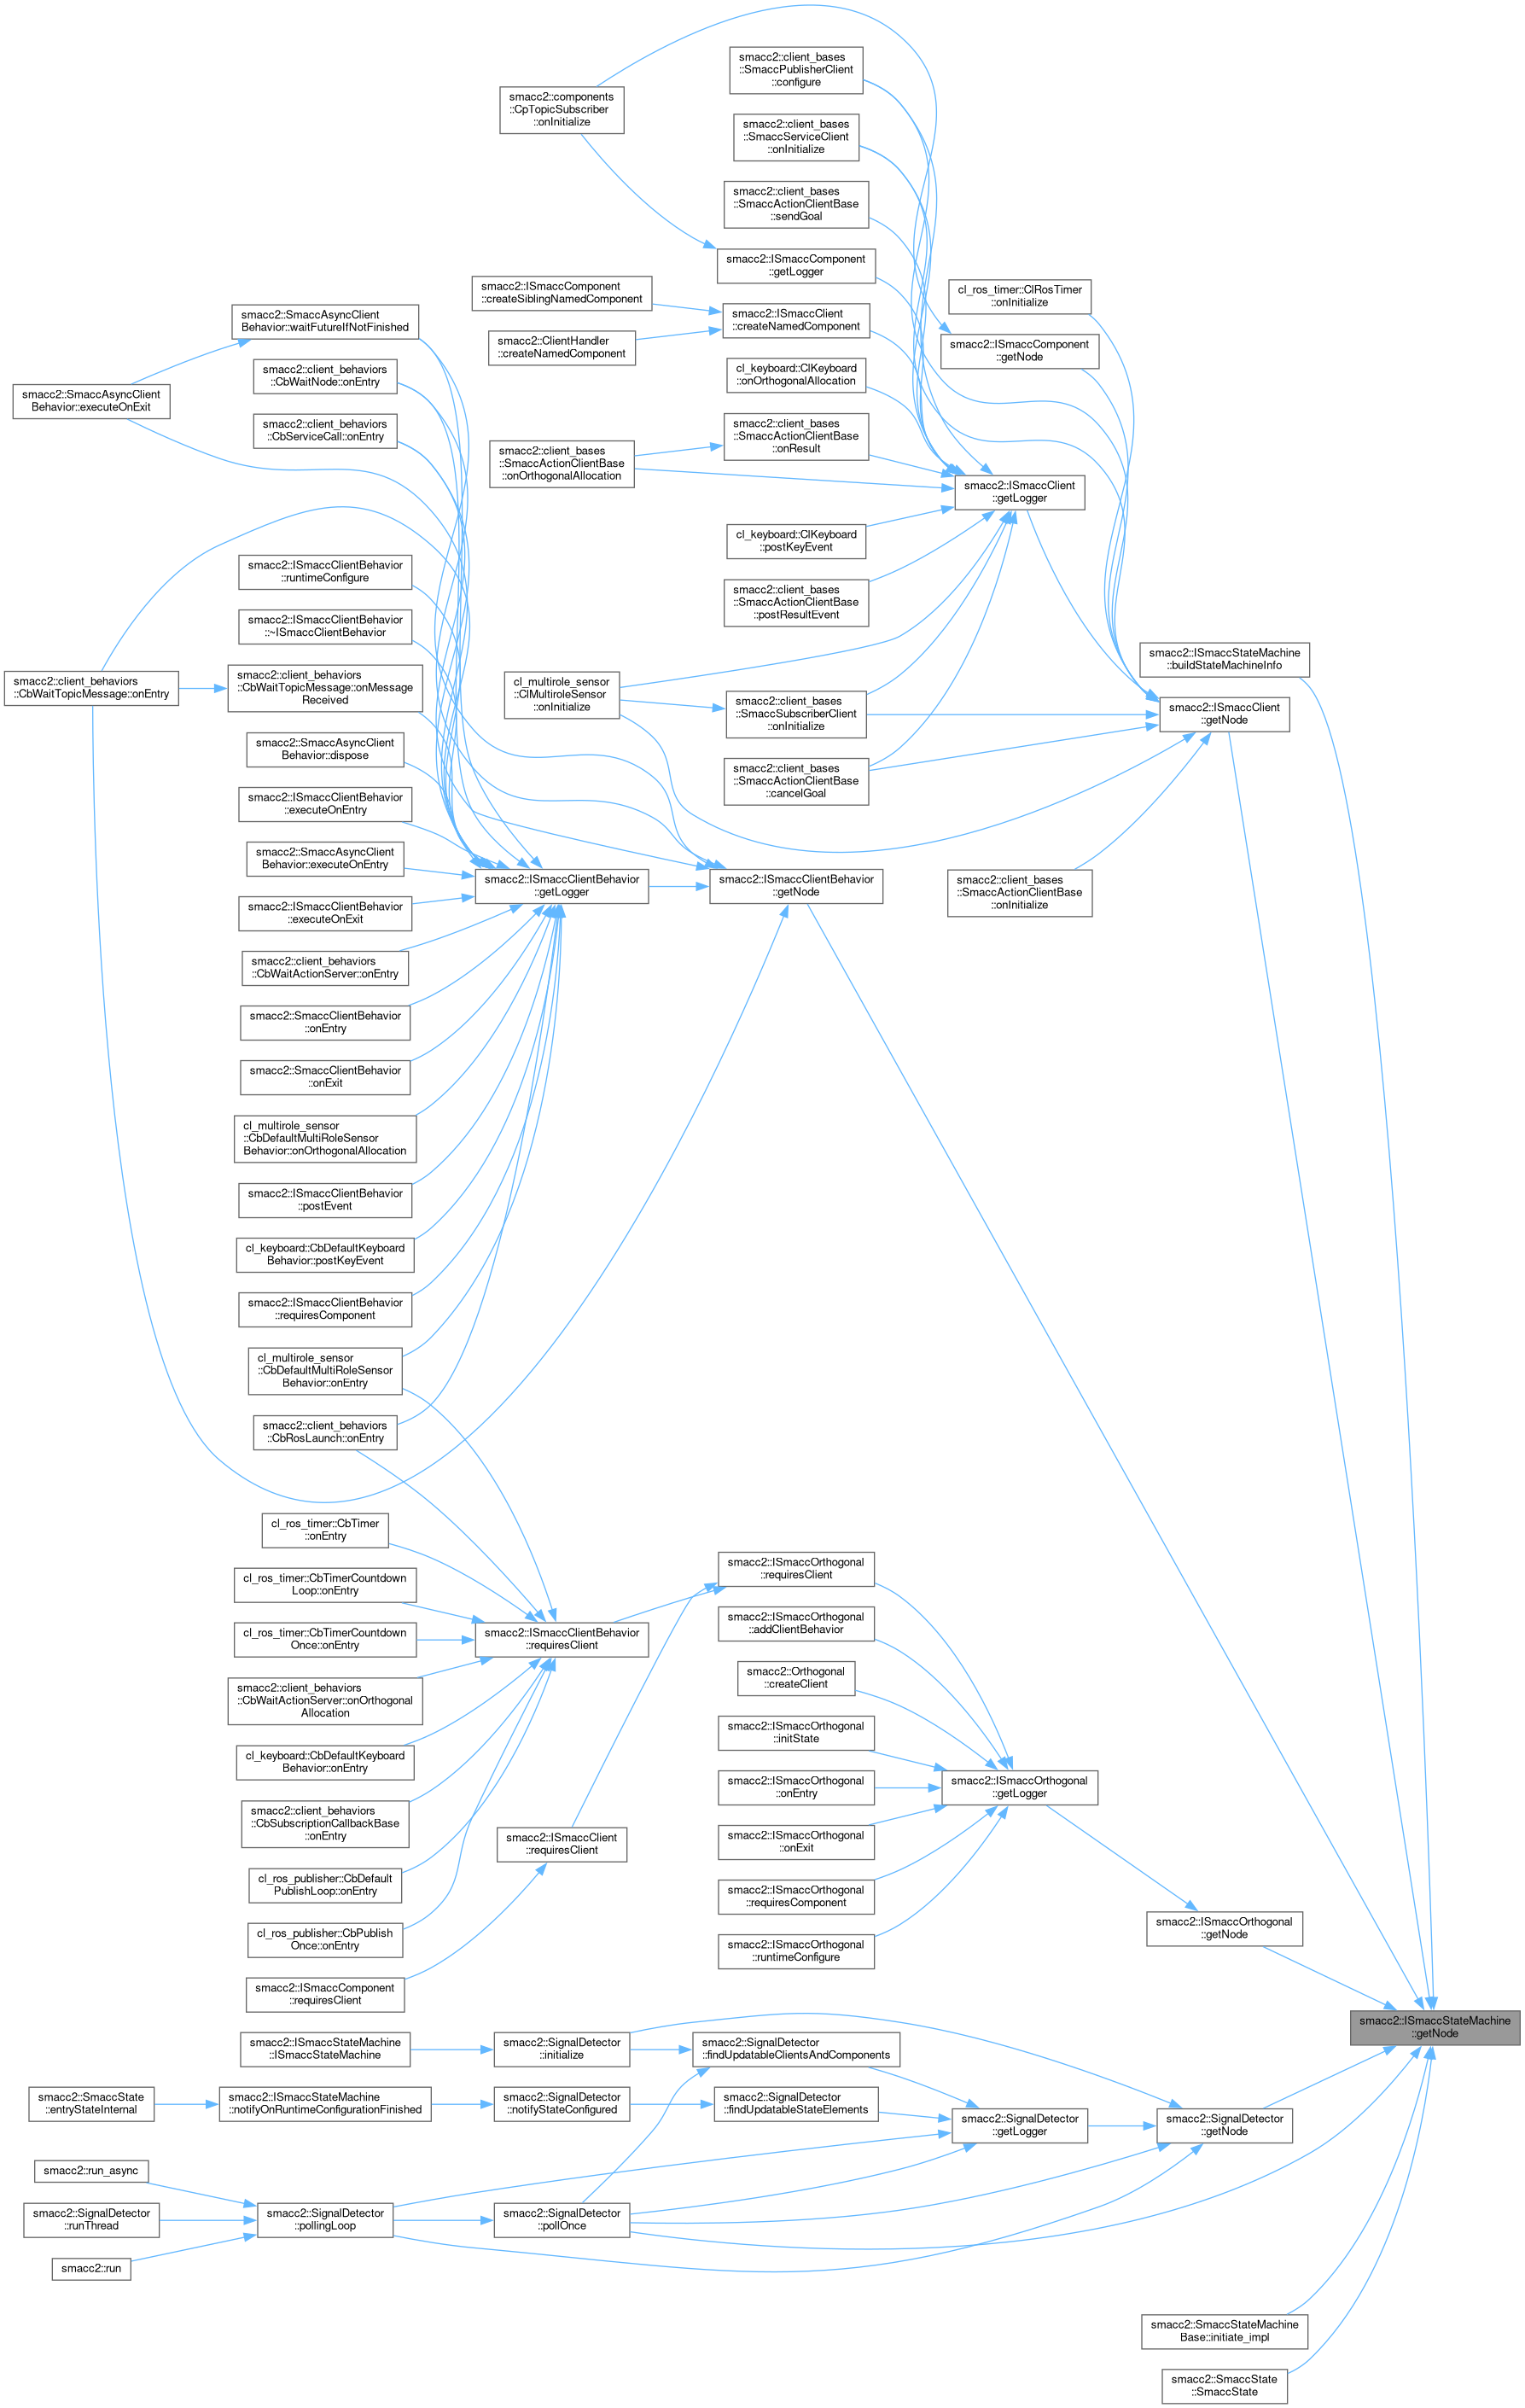 smacc2::components
::CpTopicSubscriber
::onInitialize
smacc2::client_bases
::SmaccPublisherClient
::configure
smacc2::client_bases
::SmaccServiceClient
::onInitialize
smacc2::client_bases
::SmaccActionClientBase
::sendGoal
smacc2::ISmaccComponent
::getLogger
smacc2::ISmaccComponent
::createSiblingNamedComponent
smacc2::ISmaccClient
::createNamedComponent
smacc2::ClientHandler
::createNamedComponent
cl_ros_timer::ClRosTimer
::onInitialize
smacc2::ISmaccComponent
::getNode
smacc2::SmaccAsyncClient
Behavior::waitFutureIfNotFinished
smacc2::client_behaviors
::CbWaitNode::onEntry
smacc2::SmaccAsyncClient
Behavior::executeOnExit
smacc2::client_behaviors
::CbServiceCall::onEntry
cl_keyboard::ClKeyboard
::onOrthogonalAllocation
smacc2::client_bases
::SmaccActionClientBase
::onResult
smacc2::client_bases
::SmaccActionClientBase
::onOrthogonalAllocation
smacc2::ISmaccClient
::getLogger
cl_keyboard::ClKeyboard
::postKeyEvent
smacc2::client_bases
::SmaccActionClientBase
::postResultEvent
smacc2::ISmaccClientBehavior
::runtimeConfigure
smacc2::ISmaccClientBehavior
::~ISmaccClientBehavior
smacc2::client_behaviors
::CbWaitTopicMessage::onEntry
smacc2::client_behaviors
::CbWaitTopicMessage::onMessage
Received
cl_multirole_sensor
::ClMultiroleSensor
::onInitialize
smacc2::client_bases
::SmaccSubscriberClient
::onInitialize
smacc2::client_bases
::SmaccActionClientBase
::cancelGoal
smacc2::ISmaccStateMachine
::buildStateMachineInfo
smacc2::ISmaccClient
::getNode
smacc2::client_bases
::SmaccActionClientBase
::onInitialize
smacc2::SmaccAsyncClient
Behavior::dispose
smacc2::ISmaccClientBehavior
::executeOnEntry
smacc2::SmaccAsyncClient
Behavior::executeOnEntry
smacc2::ISmaccClientBehavior
::executeOnExit
smacc2::ISmaccClientBehavior
::getLogger
smacc2::ISmaccClientBehavior
::getNode
smacc2::client_behaviors
::CbWaitActionServer::onEntry
smacc2::SmaccClientBehavior
::onEntry
smacc2::SmaccClientBehavior
::onExit
cl_multirole_sensor
::CbDefaultMultiRoleSensor
Behavior::onOrthogonalAllocation
smacc2::ISmaccClientBehavior
::postEvent
cl_keyboard::CbDefaultKeyboard
Behavior::postKeyEvent
smacc2::ISmaccClientBehavior
::requiresComponent
cl_multirole_sensor
::CbDefaultMultiRoleSensor
Behavior::onEntry
smacc2::client_behaviors
::CbRosLaunch::onEntry
cl_ros_timer::CbTimer
::onEntry
cl_ros_timer::CbTimerCountdown
Loop::onEntry
cl_ros_timer::CbTimerCountdown
Once::onEntry
smacc2::client_behaviors
::CbWaitActionServer::onOrthogonal
Allocation
cl_keyboard::CbDefaultKeyboard
Behavior::onEntry
smacc2::client_behaviors
::CbSubscriptionCallbackBase
::onEntry
cl_ros_publisher::CbDefault
PublishLoop::onEntry
cl_ros_publisher::CbPublish
Once::onEntry
smacc2::ISmaccComponent
::requiresClient
smacc2::ISmaccClientBehavior
::requiresClient
smacc2::ISmaccClient
::requiresClient
smacc2::ISmaccOrthogonal
::requiresClient
smacc2::ISmaccOrthogonal
::addClientBehavior
smacc2::Orthogonal
::createClient
smacc2::ISmaccOrthogonal
::initState
smacc2::ISmaccOrthogonal
::onEntry
smacc2::ISmaccOrthogonal
::onExit
smacc2::ISmaccOrthogonal
::requiresComponent
smacc2::ISmaccOrthogonal
::runtimeConfigure
smacc2::ISmaccOrthogonal
::getLogger
smacc2::ISmaccOrthogonal
::getNode
smacc2::ISmaccStateMachine
::getNode
smacc2::ISmaccStateMachine
::ISmaccStateMachine
smacc2::SignalDetector
::initialize
smacc2::SignalDetector
::findUpdatableClientsAndComponents
smacc2::SmaccState
::entryStateInternal
smacc2::ISmaccStateMachine
::notifyOnRuntimeConfigurationFinished
smacc2::SignalDetector
::notifyStateConfigured
smacc2::SignalDetector
::findUpdatableStateElements
smacc2::SignalDetector
::getLogger
smacc2::SignalDetector
::getNode
smacc2::run_async
smacc2::SignalDetector
::runThread
smacc2::run
smacc2::SignalDetector
::pollingLoop
smacc2::SignalDetector
::pollOnce
smacc2::SmaccStateMachine
Base::initiate_impl
smacc2::SmaccState
::SmaccState